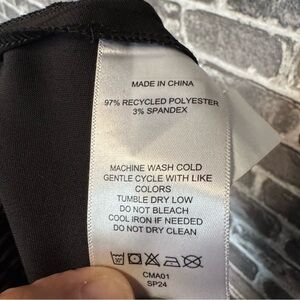 MADE IN CHINA
97% RECYCLED POLYESTER
3% SPANDEX
MACHINE WASH COLD
GENTLE CYCLE WITH LIKE
COLORS
TUMBLE DRY LOW
DO NOT BLEACH
COOL IRON IF NEEDED
DO NOT DRY CLEAN
CMA01
SP24